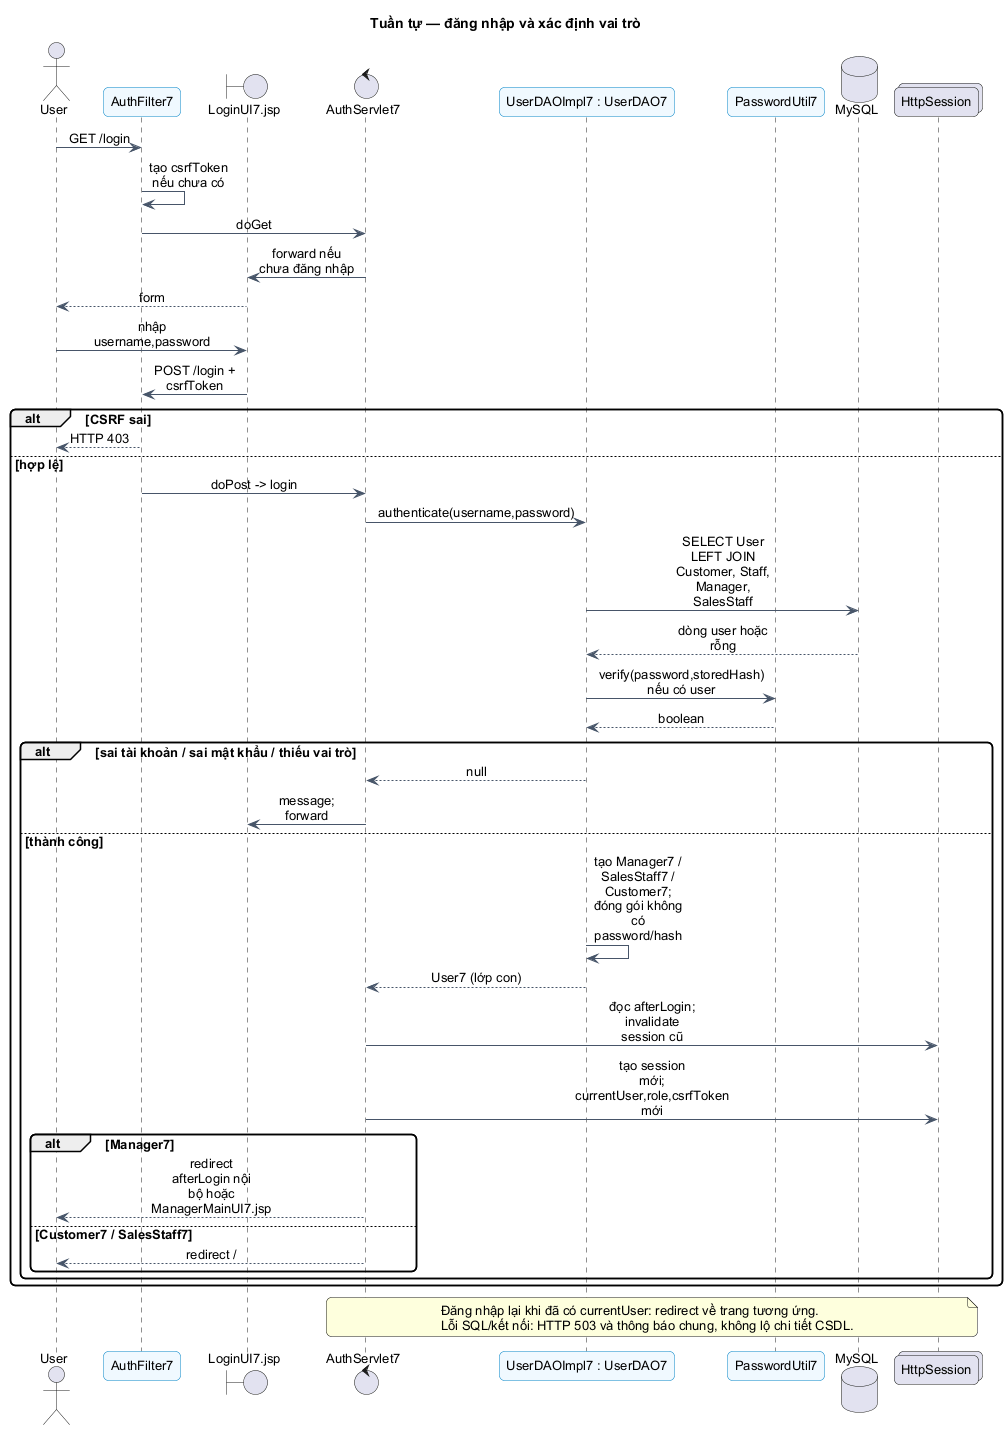 Tuần tự — đăng nhập và xác định vai trò
User
AuthFilter7
LoginUI7.jsp
AuthServlet7
UserDAOImpl7 : UserDAO7
PasswordUtil7
MySQL
HttpSession
GET /login
tạo csrfToken
nếu chưa có
doGet
forward nếu
chưa đăng nhập
form
nhập
username,password
POST /login +
csrfToken
alt [CSRF sai]
HTTP 403
[hợp lệ]
doPost -> login
authenticate(username,password)
SELECT User
LEFT JOIN
Customer, Staff,
Manager,
SalesStaff
dòng user hoặc
rỗng
verify(password,storedHash)
nếu có user
boolean
alt [sai tài khoản / sai mật khẩu / thiếu vai trò]
null
message;
forward
[thành công]
tạo Manager7 /
SalesStaff7 /
Customer7;
đóng gói không
có
password/hash
User7 (lớp con)
đọc afterLogin;
invalidate
session cũ
tạo session
mới;
currentUser,role,csrfToken
mới
alt [Manager7]
redirect
afterLogin nội
bộ hoặc
ManagerMainUI7.jsp
[Customer7 / SalesStaff7]
redirect /
Đăng nhập lại khi đã có currentUser: redirect về trang tương ứng.
Lỗi SQL/kết nối: HTTP 503 và thông báo chung, không lộ chi tiết CSDL.
User
AuthFilter7
LoginUI7.jsp
AuthServlet7
UserDAOImpl7 : UserDAO7
PasswordUtil7
MySQL
HttpSession